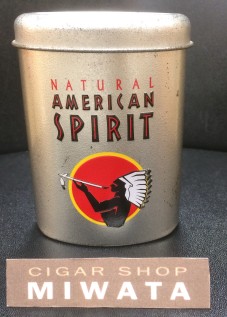 NATURAL
AMERICAN
SPIRIT
CIGAR SHOP
MIWATA